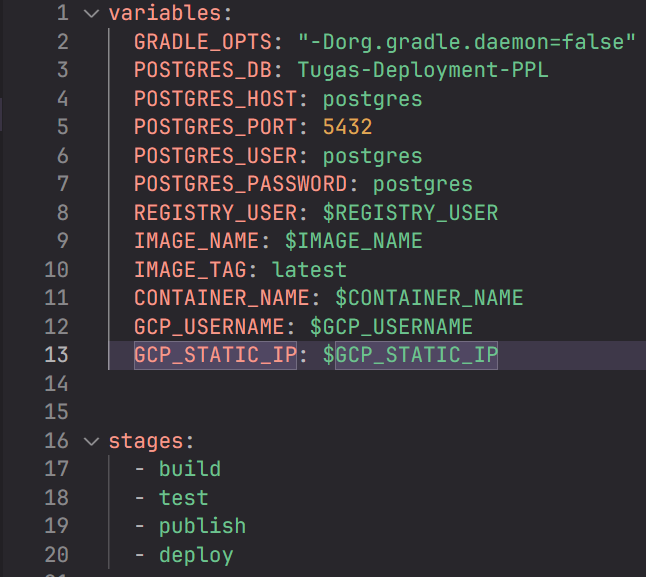 1 variables:
2 GRADLE_OPTS: "-Dorg.gradle.daemon=false"
3 POSTGRES_DB: Tugas-Deployment-PPL
4 POSTGRES_HOST: postgres
5 POSTGRES_PORT: 5432
6 POSTGRES_USER: postgres
7 POSTGRES_PASSWORD: postgres
8 REGISTRY_USER: $REGISTRY_USER
9 IMAGE_NAME: $IMAGE_NAME
10 IMAGE_TAG: latest
11 CONTAINER_NAME: $CONTAINER_NAME
12 GCP_USERNAME: $GCP_USERNAME
13 GCP_STATIC_IP: $GCP_STATIC_IP
14
15
16 stages:
17 - build
18 - test
19 - publish
20 - deploy